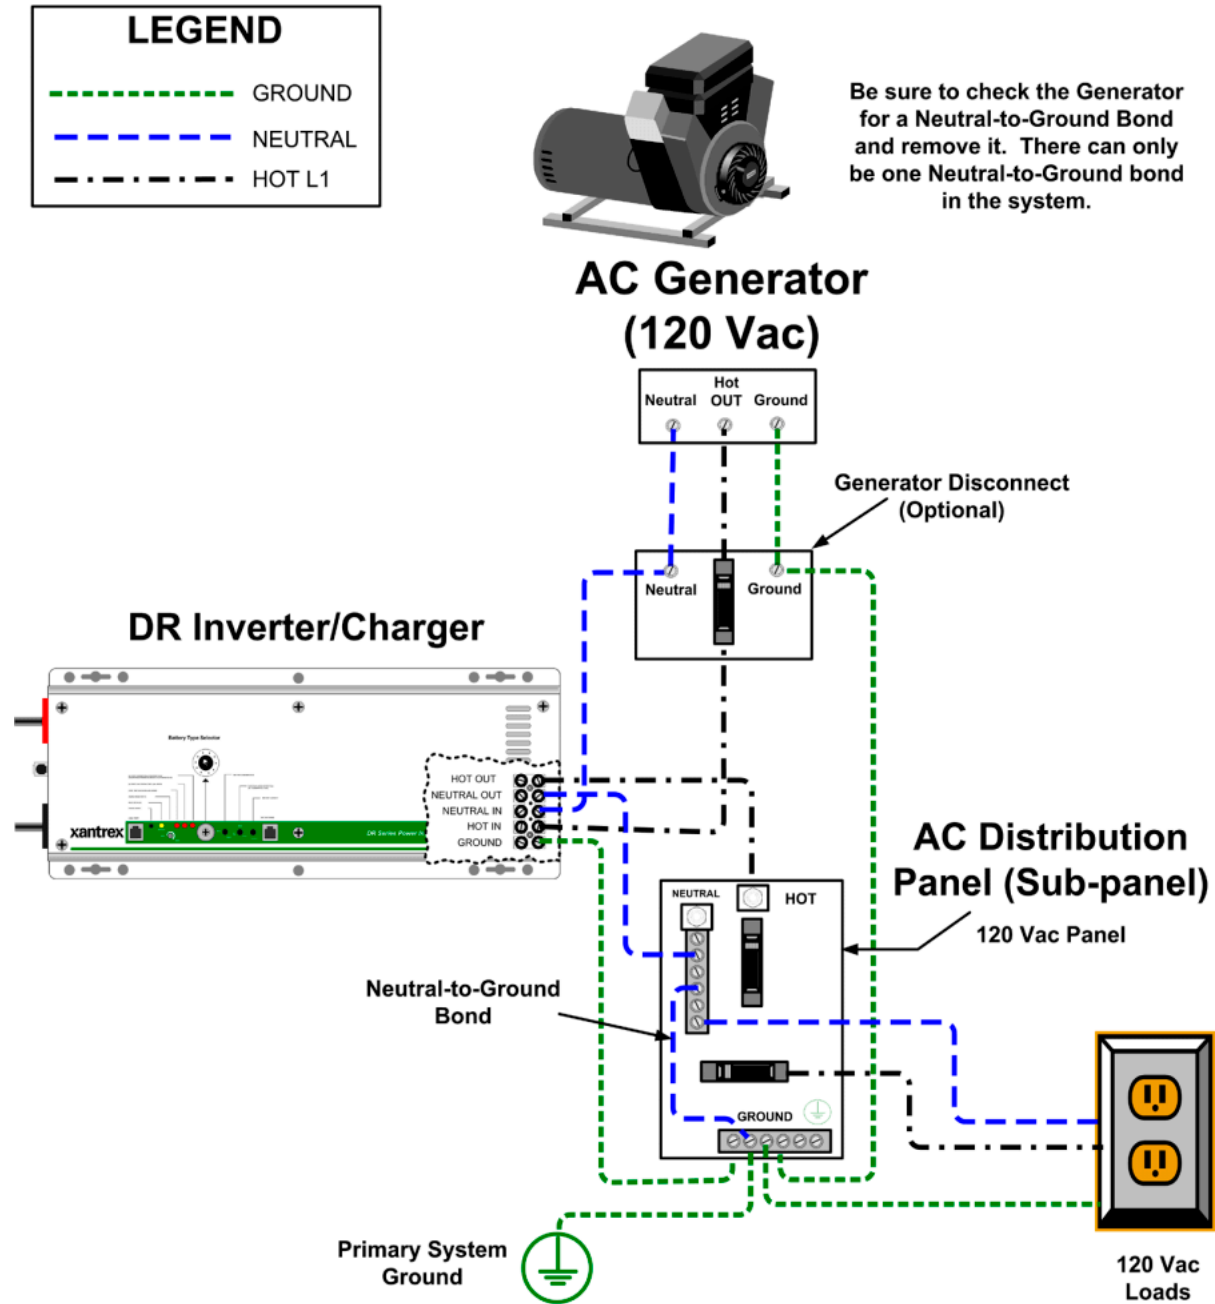 LEGEND
GROUND
NEUTRAL
HOT L1
Be sure to check the Generator
for a Neutral-to-Ground Bond
and remove it. There can only
be one Neutral-to-Ground bond
in the system.
AC Generator
(120 Vac)
Neutral
Hot
OUT
Ground
Generator Disconnect
(Optional)
Neutral
Ground
DR Inverter/Charger
Battery Type Selector
HOT OUT
NEUTRAL OUT
NEUTRAL IN
HOT IN
GROUND
xantrex
DR Series Power
AC Distribution
Panel (Sub-panel)
120 Vac Panel
NEUTRAL
HOT
Neutral-to-Ground
Bond
GROUND
Primary System
Ground
120 Vac
Loads